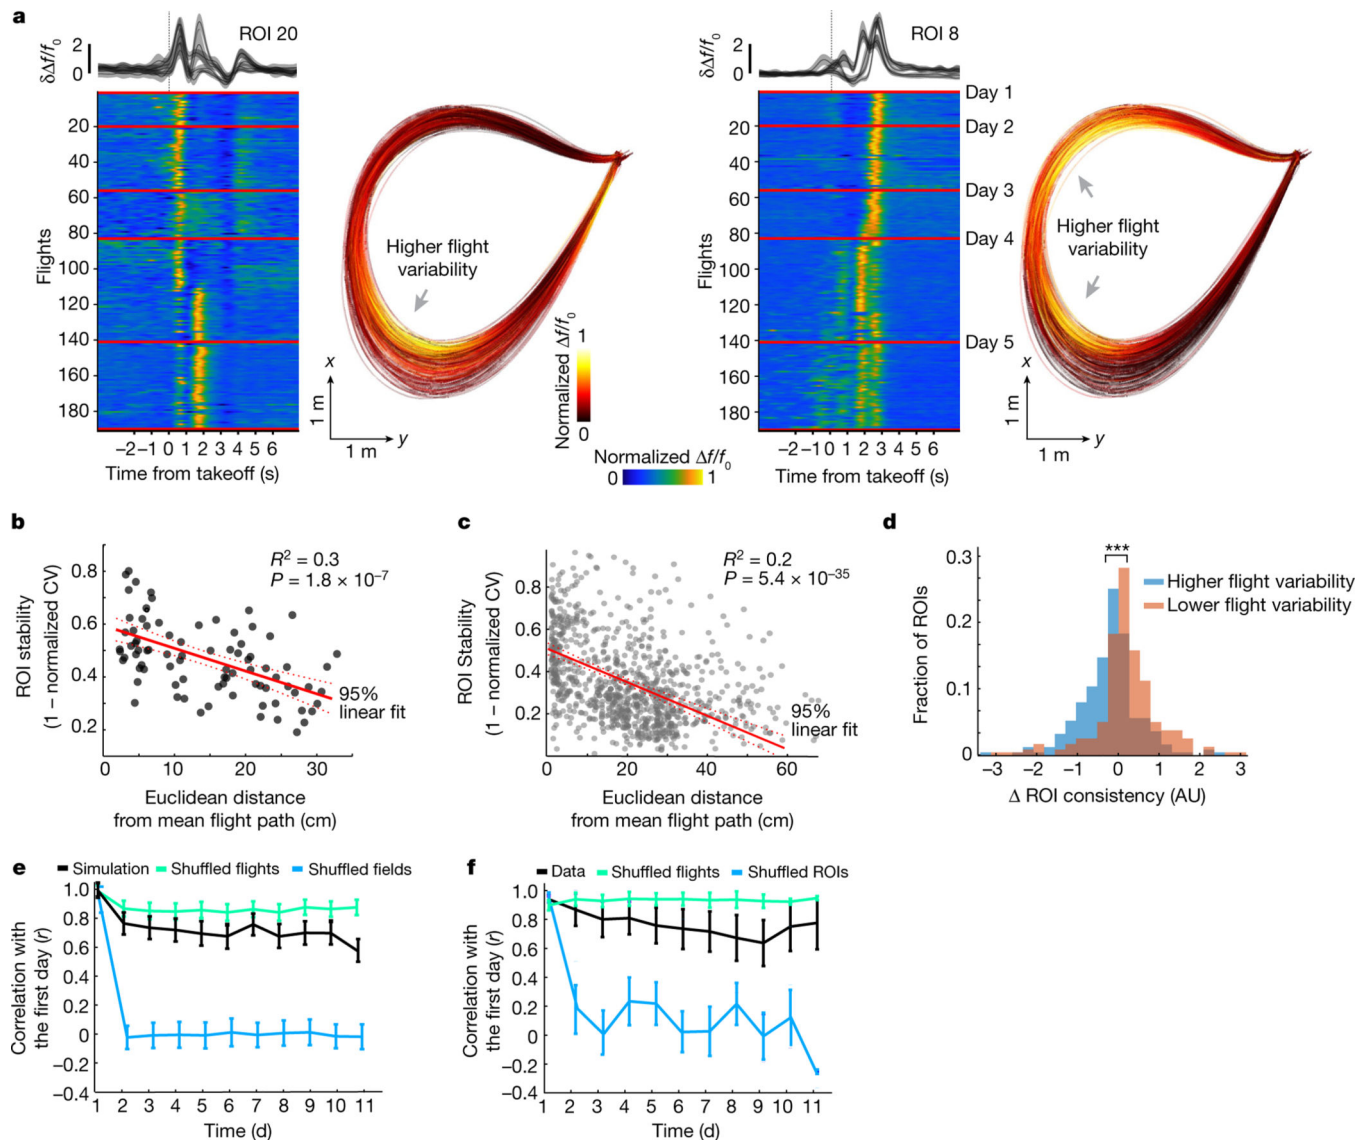 a
ROI 20
δΔf/f0
2
0
Flights
20
40
60
80
100
120
140
160
180
−2 −1 0 1 2 3 4 5 6
Time from takeoff (s)
Higher flight
variability
x
1 m
y
1 m
Normalized Δf/f0
1
0
Normalized Δf/f0
0 1
ROI 8
δΔf/f0
2
0
Day 1
Day 2
Day 3
Day 4
Day 5
Flights
20
40
60
80
100
120
140
160
180
−2 −1 0 1 2 3 4 5 6
Time from takeoff (s)
Higher flight
variability
x
1 m
y
1 m
b
ROI stability
(1 − normalized CV)
0.8
0.6
0.4
0.2
R² = 0.3
P = 1.8 × 10⁻⁷
95%
linear fit
0 10 20 30
Euclidean distance
from mean flight path (cm)
c
ROI Stability
(1 − normalized CV)
0.8
0.6
0.4
0.2
R² = 0.2
P = 5.4 × 10⁻³⁵
95%
linear fit
0 20 40 60
Euclidean distance
from mean flight path (cm)
d
Fraction of ROIs
0.3
0.2
0.1
0
***
Higher flight variability
Lower flight variability
−3 −2 −1 0 1 2 3
Δ ROI consistency (AU)
e
Simulation Shuffled flights Shuffled fields
Correlation with
the first day (r)
1.0
0.8
0.6
0.4
0.2
0
−0.2
−0.4
1 2 3 4 5 6 7 8 9 10 11
Time (d)
f
Data Shuffled flights Shuffled ROIs
Correlation with
the first day (r)
1.0
0.8
0.6
0.4
0.2
0
−0.2
−0.4
1 2 3 4 5 6 7 8 9 10 11
Time (d)